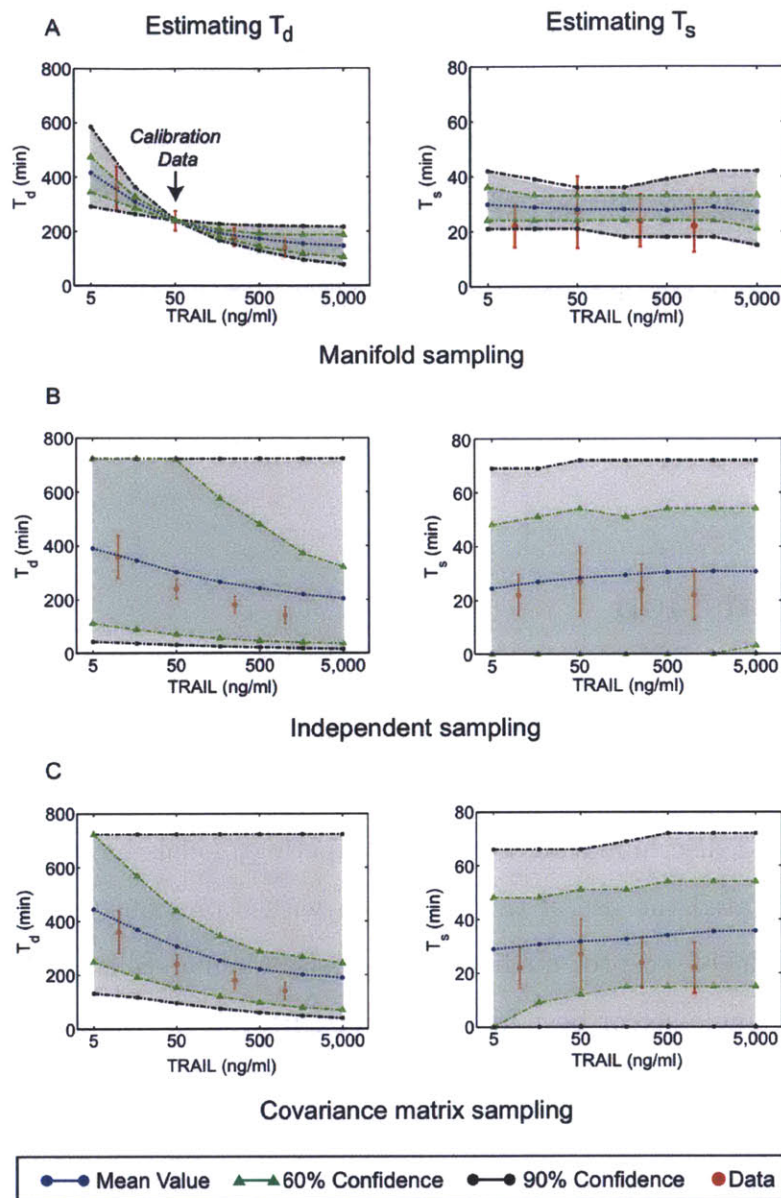 A
Estimating T_d
Estimating T_s
800
600
400
200
0
T_d (min)
Calibration
Data
5
50
500
5,000
TRAIL (ng/ml)
80
60
40
20
0
T_s (min)
5
50
500
5,000
TRAIL (ng/ml)
Manifold sampling
B
800
600
400
200
0
T_d (min)
5
50
500
5,000
TRAIL (ng/ml)
80
60
40
20
0
T_s (min)
5
50
500
5,000
TRAIL (ng/ml)
Independent sampling
C
800
600
400
200
0
T_d (min)
5
50
500
5,000
TRAIL (ng/ml)
80
60
40
20
0
T_s (min)
5
50
500
5,000
TRAIL (ng/ml)
Covariance matrix sampling
Mean Value
60% Confidence
90% Confidence
Data